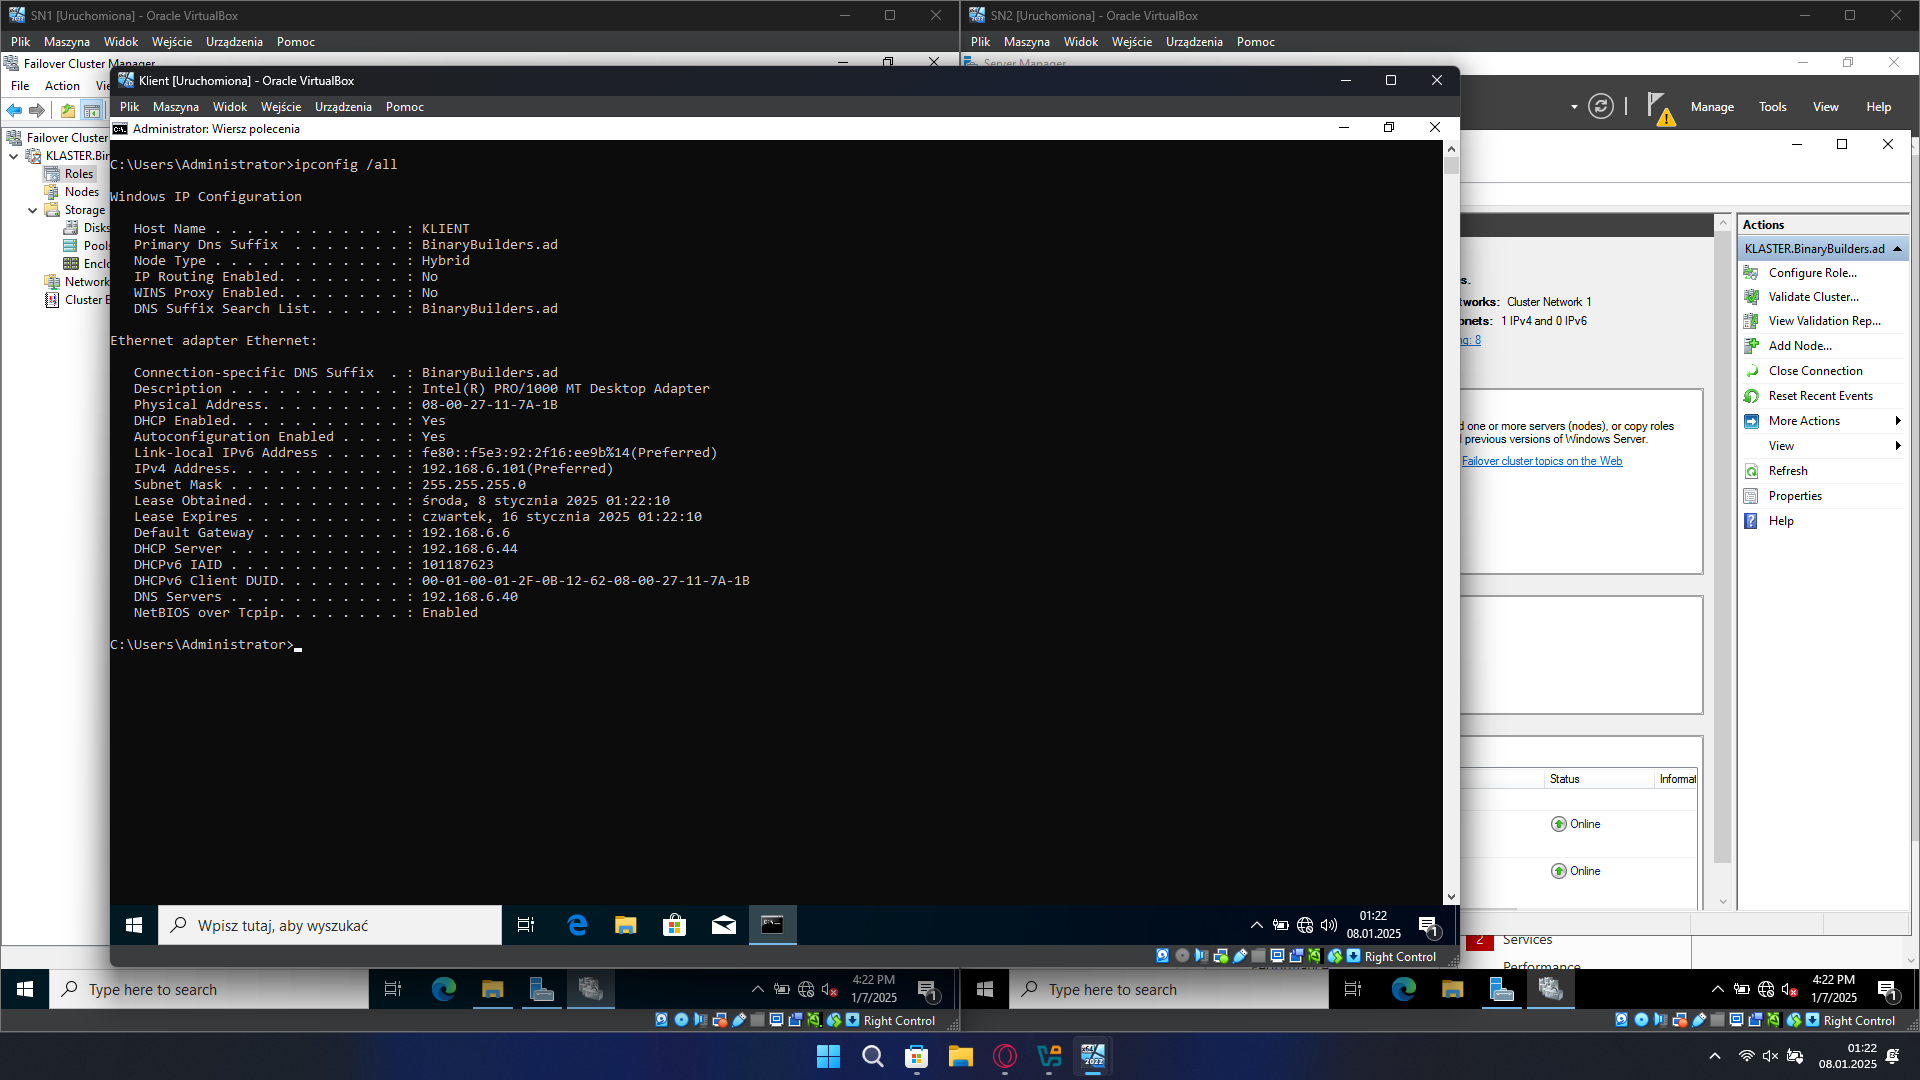 SN1 [Uruchomiona] - Oracle VirtualBox
Plik Maszyna Widok Wejście Urządzenia Pomoc
Failover Cluster Manager
File Action Vie
Failover Cluster
KLASTER.Bin
Roles
Nodes
Storage
Disks
Pools
Enclo
Network
Cluster E
SN2 [Uruchomiona] - Oracle VirtualBox
Plik Maszyna Widok Wejście Urządzenia Pomoc
Server Manager
Manage Tools View Help
Klient [Uruchomiona] - Oracle VirtualBox
Plik Maszyna Widok Wejście Urządzenia Pomoc
Administrator: Wiersz polecenia
C:\Users\Administrator>ipconfig /all
Windows IP Configuration
Host Name . . . . . . . . . . . . : KLIENT
Primary Dns Suffix . . . . . . . : BinaryBuilders.ad
Node Type . . . . . . . . . . . . : Hybrid
IP Routing Enabled. . . . . . . . : No
WINS Proxy Enabled. . . . . . . . : No
DNS Suffix Search List. . . . . . : BinaryBuilders.ad
Ethernet adapter Ethernet:
Connection-specific DNS Suffix . : BinaryBuilders.ad
Description . . . . . . . . . . . : Intel(R) PRO/1000 MT Desktop Adapter
Physical Address. . . . . . . . . : 08-00-27-11-7A-1B
DHCP Enabled. . . . . . . . . . . : Yes
Autoconfiguration Enabled . . . . : Yes
Link-local IPv6 Address . . . . . : fe80::f5e3:92:2f16:ee9b%14(Preferred)
IPv4 Address. . . . . . . . . . . : 192.168.6.101(Preferred)
Subnet Mask . . . . . . . . . . . : 255.255.255.0
Lease Obtained. . . . . . . . . . : środa, 8 stycznia 2025 01:22:10
Lease Expires . . . . . . . . . . : czwartek, 16 stycznia 2025 01:22:10
Default Gateway . . . . . . . . . : 192.168.6.6
DHCP Server . . . . . . . . . . . : 192.168.6.44
DHCPv6 IAID . . . . . . . . . . . : 101187623
DHCPv6 Client DUID. . . . . . . . : 00-01-00-01-2F-0B-12-62-08-00-27-11-7A-1B
DNS Servers . . . . . . . . . . . : 192.168.6.40
NetBIOS over Tcpip. . . . . . . . : Enabled
C:\Users\Administrator>
Wpisz tutaj, aby wyszukać
01:22
08.01.2025
1
Right Control
s.
tworks: Cluster Network 1
onets: 1 IPv4 and 0 IPv6
ng: 8
d one or more servers (nodes), or copy roles
previous versions of Windows Server.
Failover cluster topics on the Web
Status Informat
Online
Online
Actions
KLASTER.BinaryBuilders.ad
Configure Role...
Validate Cluster...
View Validation Rep...
Add Node...
Close Connection
Reset Recent Events
More Actions
View
Refresh
Properties
Help
2 Services
Performance
Performance
Type here to search
4:22 PM
1/7/2025
1
Right Control
Type here to search
4:22 PM
1/7/2025
1
Right Control
2022
01:22
08.01.2025